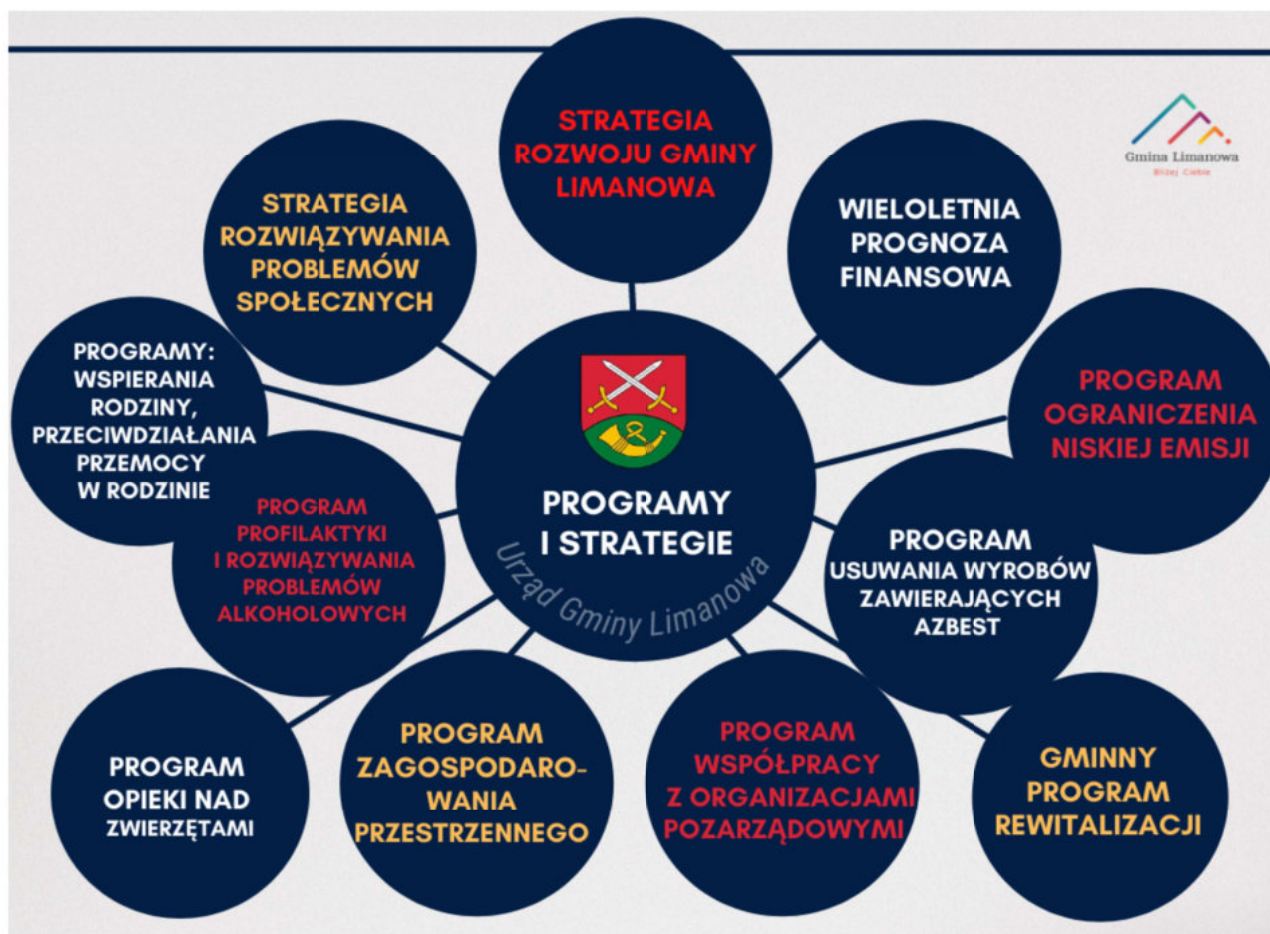 STRATEGIA
ROZWOJU GMINY
LIMANOWA
Gmina Limanowa
Bliżej Ciebie
STRATEGIA
ROZWIĄZYWANIA
PROBLEMÓW
SPOŁECZNYCH
WIELOLETNIA
PROGNOZA
FINANSOWA
PROGRAMY:
WSPIERANIA
RODZINY,
PRZECIWDZIAŁANIA
PRZEMOCY
W RODZINIE
PROGRAM
OGRANICZENIA
NISKIEJ EMISJI
PROGRAMY
I STRATEGIE
Urząd Gminy Limanowa
PROGRAM
PROFILAKTYKI
I ROZWIĄZYWANIA
PROBLEMÓW
ALKOHOLOWYCH
PROGRAM
USUWANIA WYROBÓW
ZAWIERAJĄCYCH
AZBEST
PROGRAM
OPIEKI NAD
ZWIERZĘTAMI
PROGRAM
ZAGOSPODARO-
WANIA
PRZESTRZENNEGO
PROGRAM
WSPÓŁPRACY
Z ORGANIZACJAMI
POZARZĄDOWYMI
GMINNY
PROGRAM
REWITALIZACJI